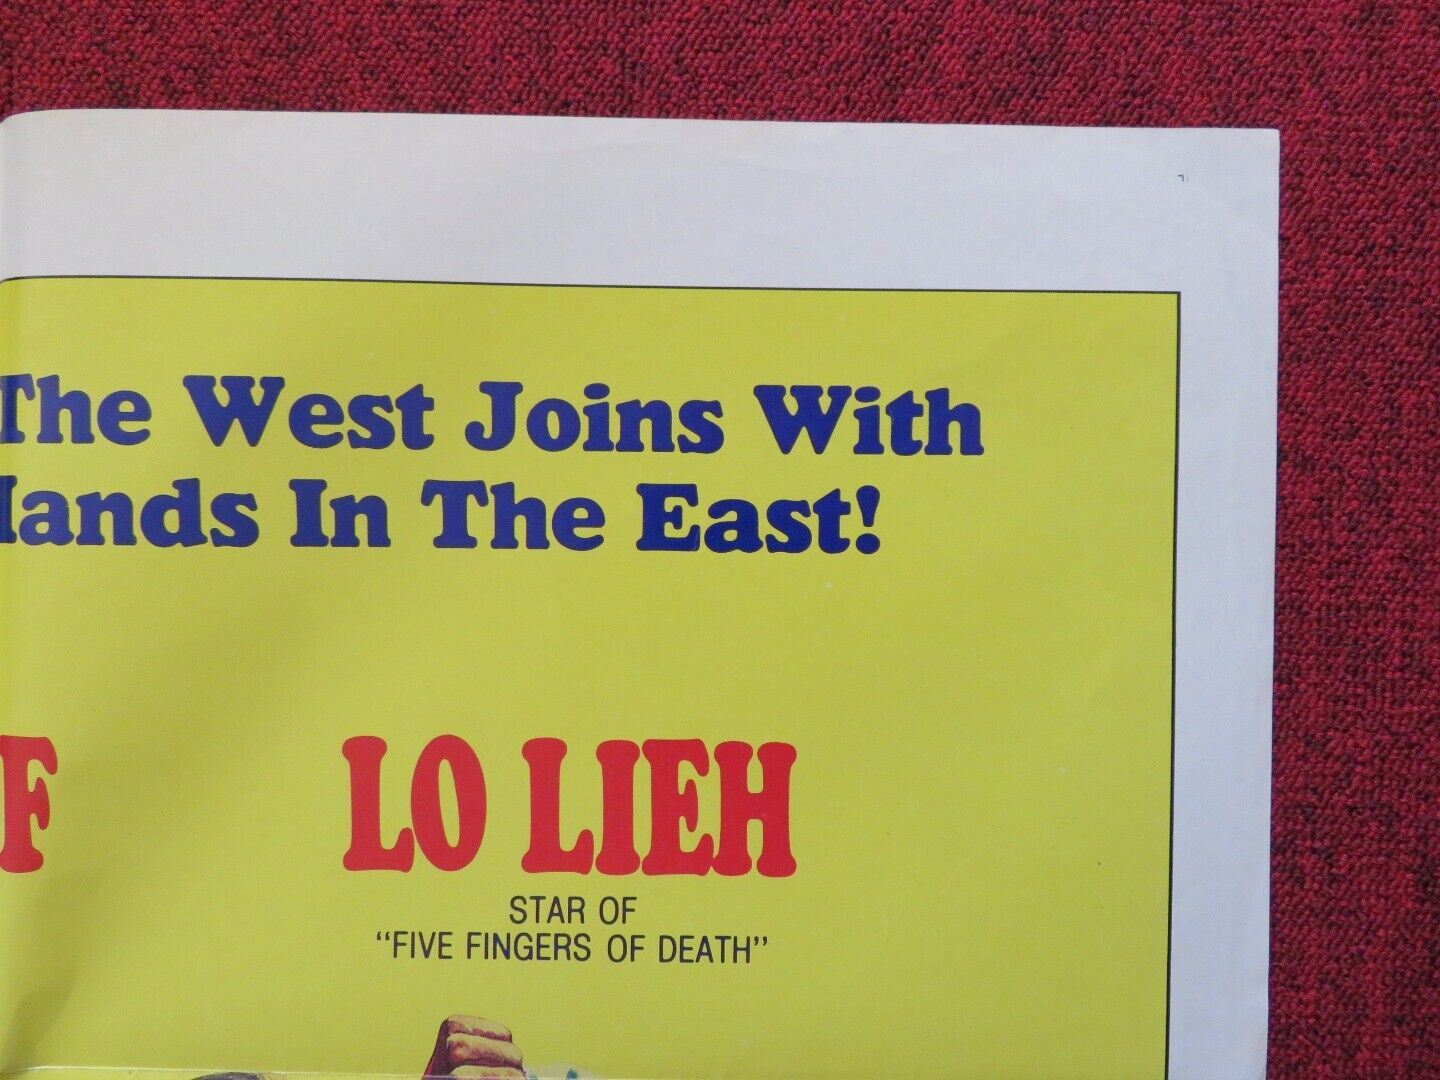 The West Joins With
Hands In The East!
F
LO LIEH
STAR OF
"FIVE FINGERS OF DEATH"